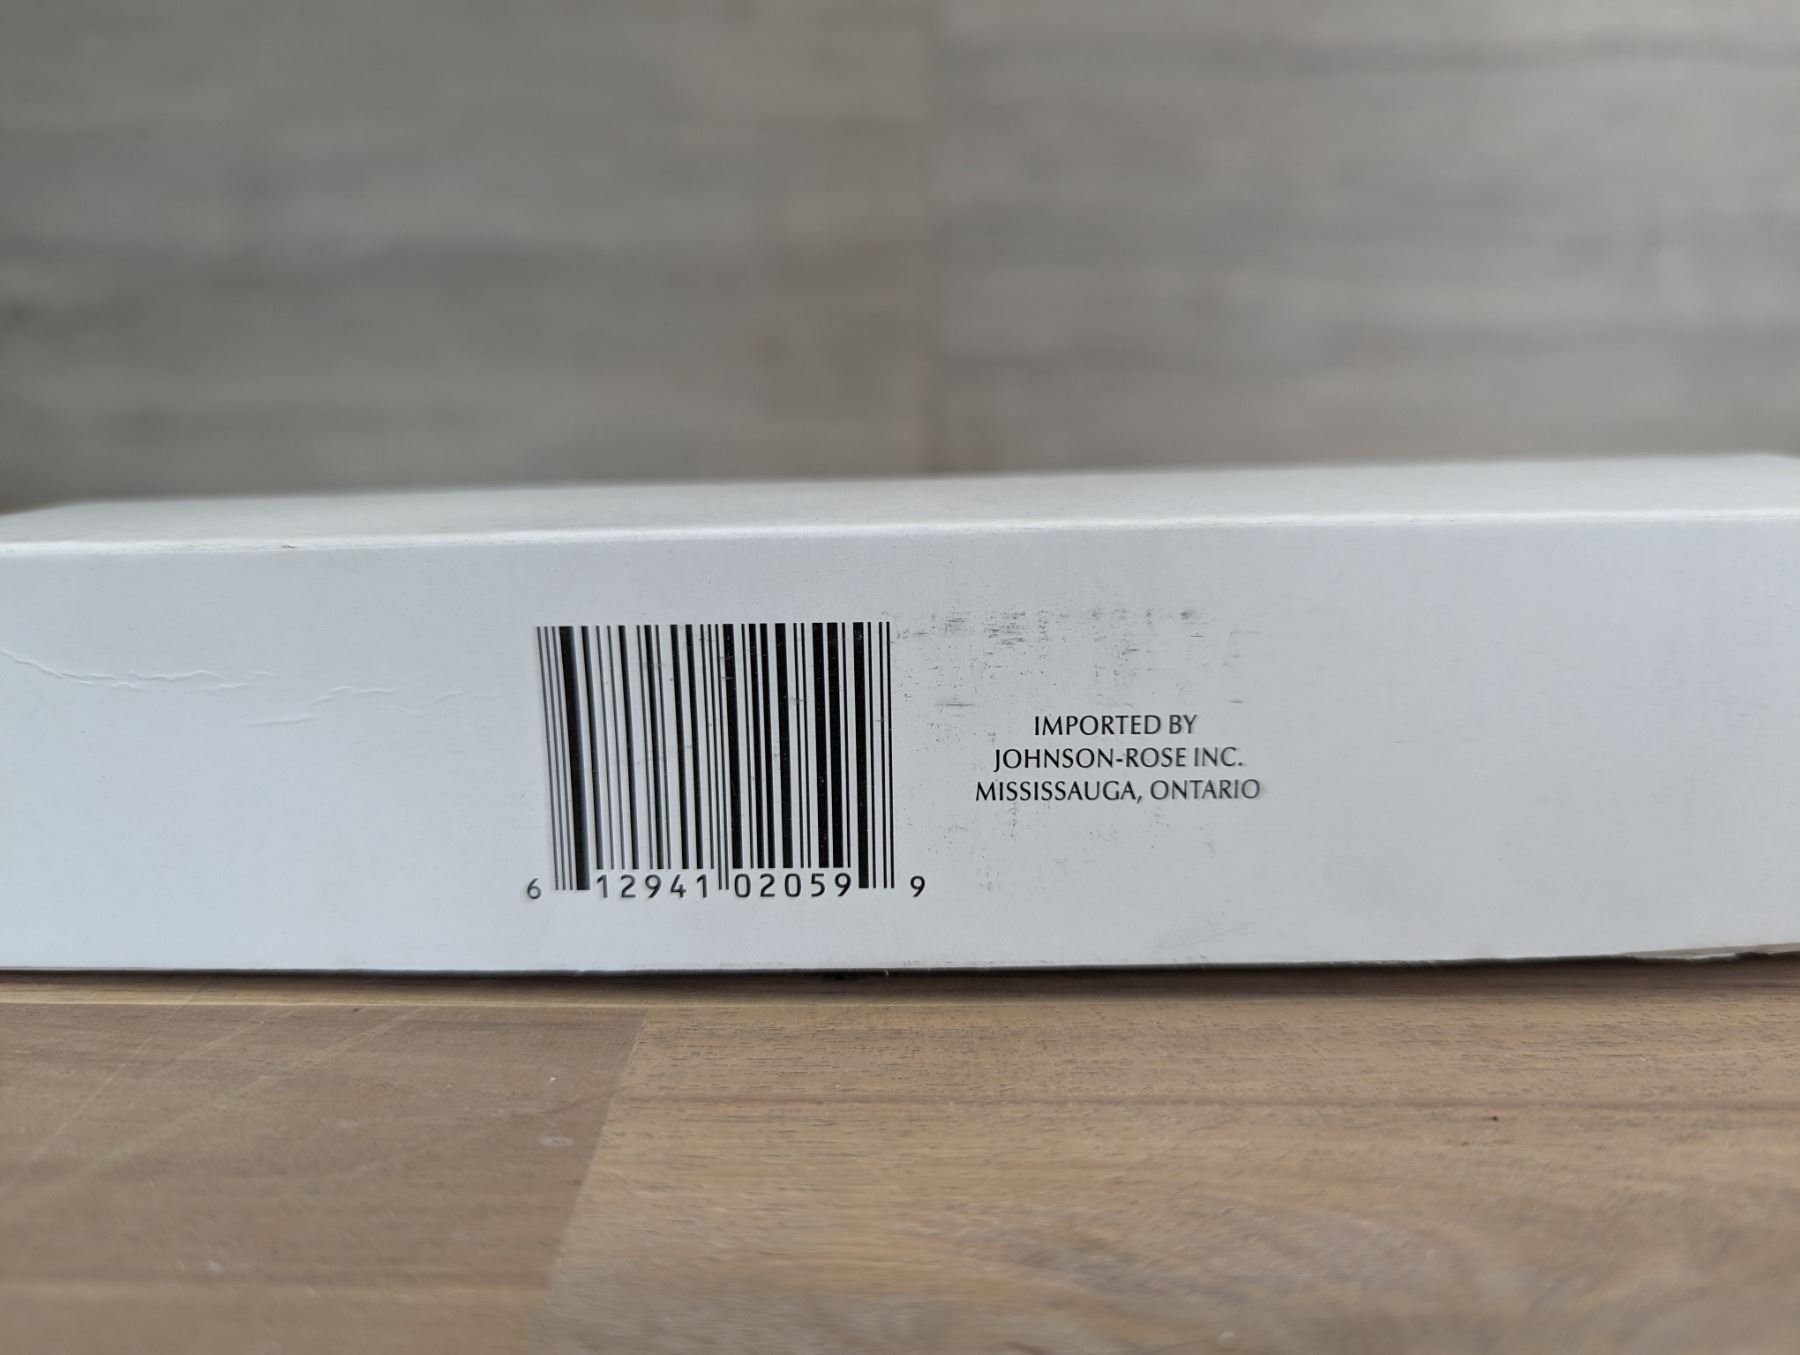 IMPORTED BY
JOHNSON-ROSE INC.
MISSISSAUGA, ONTARIO
6 12941 02059 9